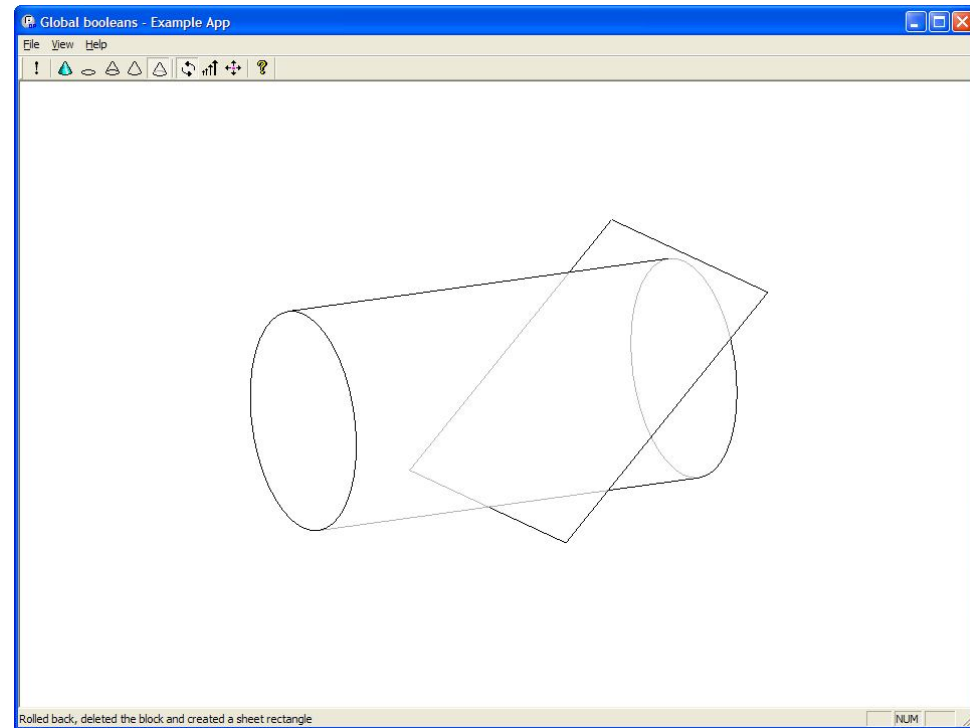 Global booleans - Example App
File View Help
Rolled back, deleted the block and created a sheet rectangle
NUM